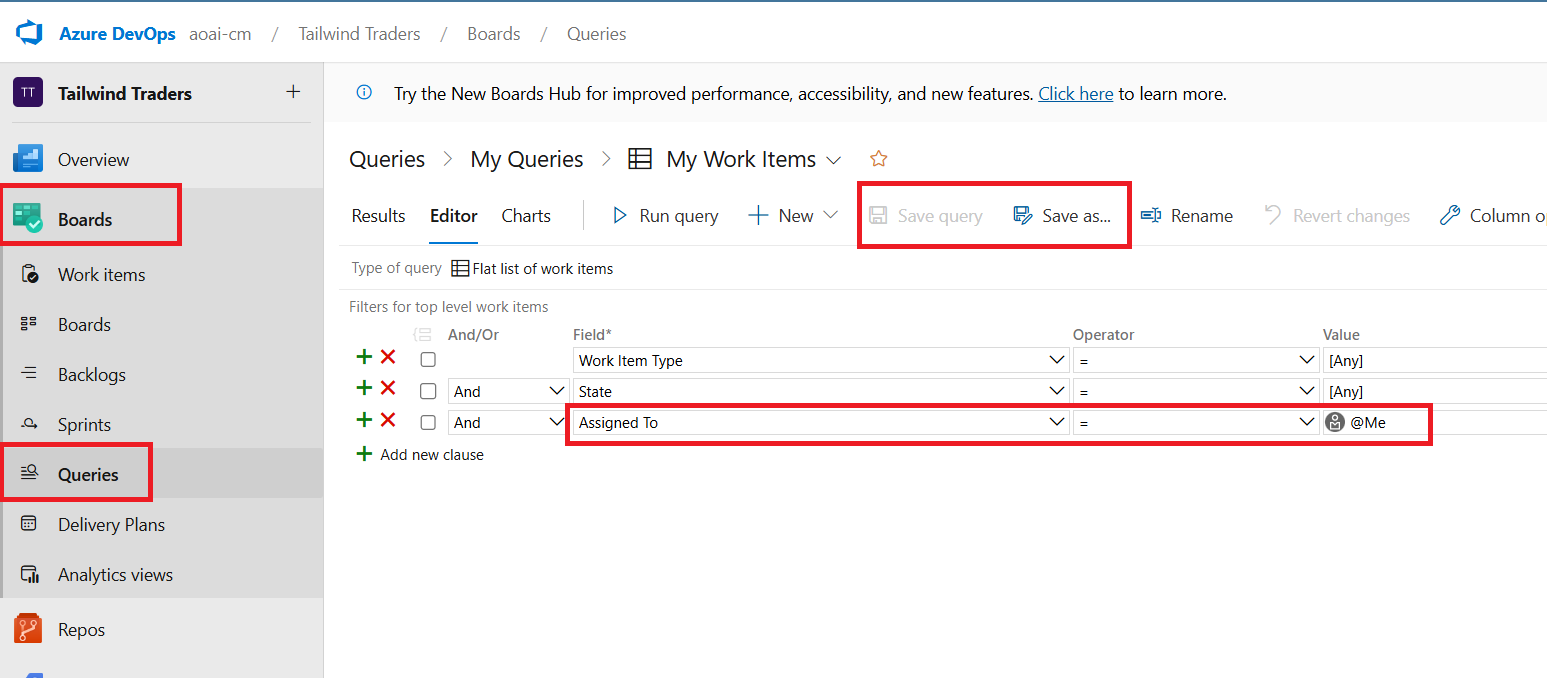 Azure DevOps aoai-cm / Tailwind Traders / Boards / Queries
TT Tailwind Traders
Try the New Boards Hub for improved performance, accessibility, and new features. Click here to learn more.
Overview
Boards
Work items
Boards
Backlogs
Sprints
Queries
Delivery Plans
Analytics views
Repos
Queries > My Queries > My Work Items
Results Editor Charts Run query New Save query Save as... Rename Revert changes Column op
Type of query Flat list of work items
Filters for top level work items
And/Or Field* Operator Value
Work Item Type = [Any]
And State = [Any]
And Assigned To = @Me
Add new clause